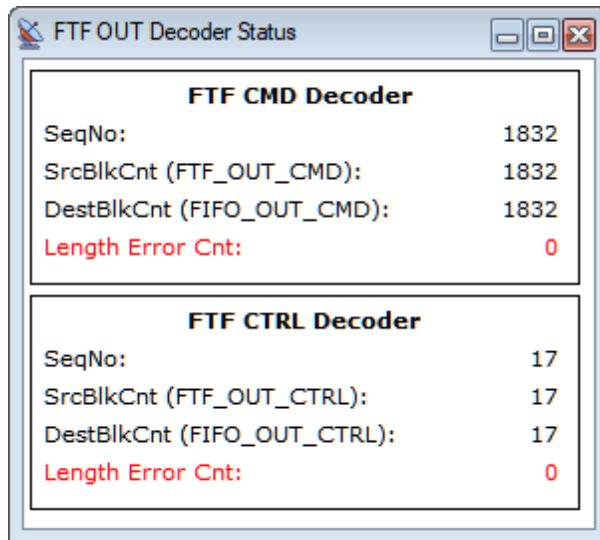 FTF OUT Decoder Status
FTF CMD Decoder
SeqNo: 1832
SrcBlkCnt (FTF_OUT_CMD): 1832
DestBlkCnt (FIFO_OUT_CMD): 1832
Length Error Cnt: 0
FTF CTRL Decoder
SeqNo: 17
SrcBlkCnt (FTF_OUT_CTRL): 17
DestBlkCnt (FIFO_OUT_CTRL): 17
Length Error Cnt: 0